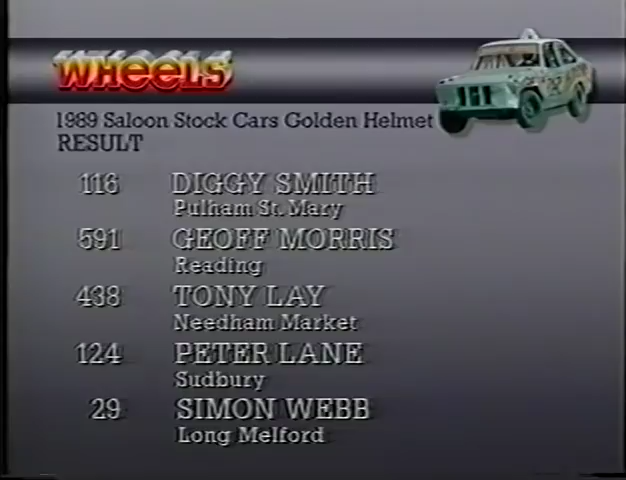 WHEELS
1989 Saloon Stock Cars Golden Helmet
RESULT
116 DIGGY SMITH
Pulham St. Mary
591 GEOFF MORRIS
Reading
438 TONY LAY
Needham Market
124 PETER LANE
Sudbury
29 SIMON WEBB
Long Melford